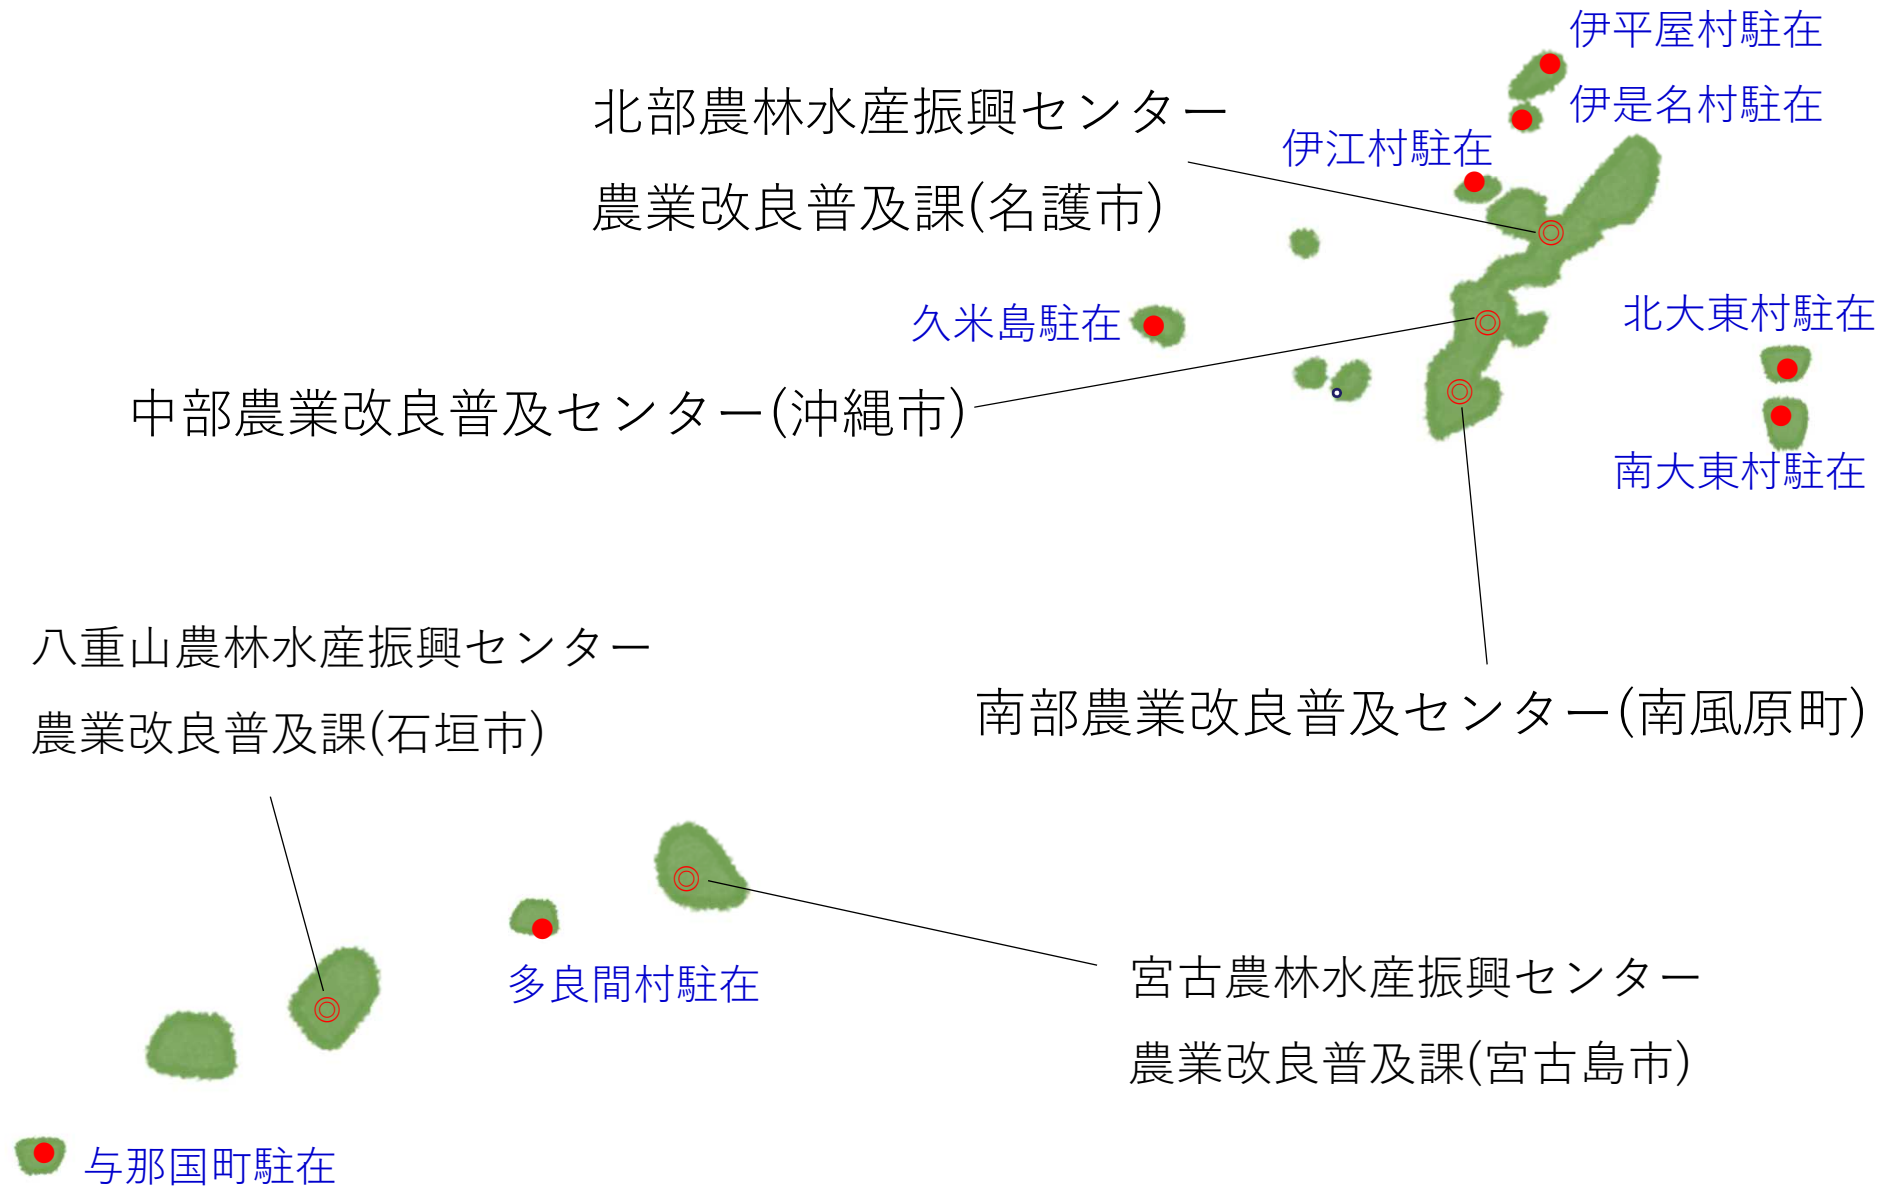 伊平屋村駐在
伊是名村駐在
北部農林水産振興センター
農業改良普及課(名護市)
伊江村駐在
久米島駐在
北大東村駐在
中部農業改良普及センター(沖縄市)
南大東村駐在
八重山農林水産振興センター
農業改良普及課(石垣市)
南部農業改良普及センター(南風原町)
多良間村駐在
宮古農林水産振興センター
農業改良普及課(宮古島市)
与那国町駐在